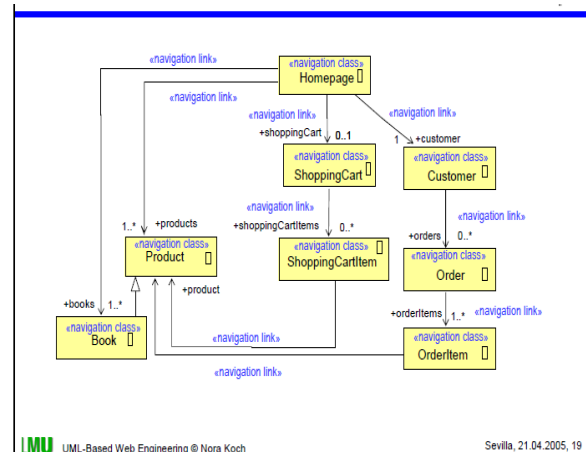 «navigation link»
«navigation class»
Homepage
«navigation link»
«navigation link»
«navigation link»
+shoppingCart 0..1
1 +customer
«navigation class»
ShoppingCart
«navigation class»
Customer
«navigation link»
«navigation link»
1..* +products
+shoppingCartItems 0..*
+orders 0..*
«navigation class»
Product
«navigation class»
ShoppingCartItem
«navigation class»
Order
+product
+books 1..*
+orderItems 1..* «navigation link»
«navigation class»
Book
«navigation link»
«navigation class»
OrderItem
«navigation link»
LMU UML-Based Web Engineering © Nora Koch
Sevilla, 21.04.2005, 19